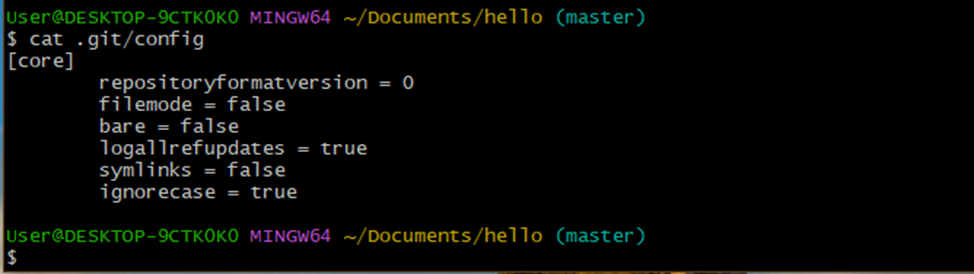 User@DESKTOP-9CTK0K0 MINGW64 ~/Documents/hello (master)
$ cat .git/config
[core]
        repositoryformatversion = 0
        filemode = false
        bare = false
        logallrefupdates = true
        symlinks = false
        ignorecase = true
User@DESKTOP-9CTK0K0 MINGW64 ~/Documents/hello (master)
$